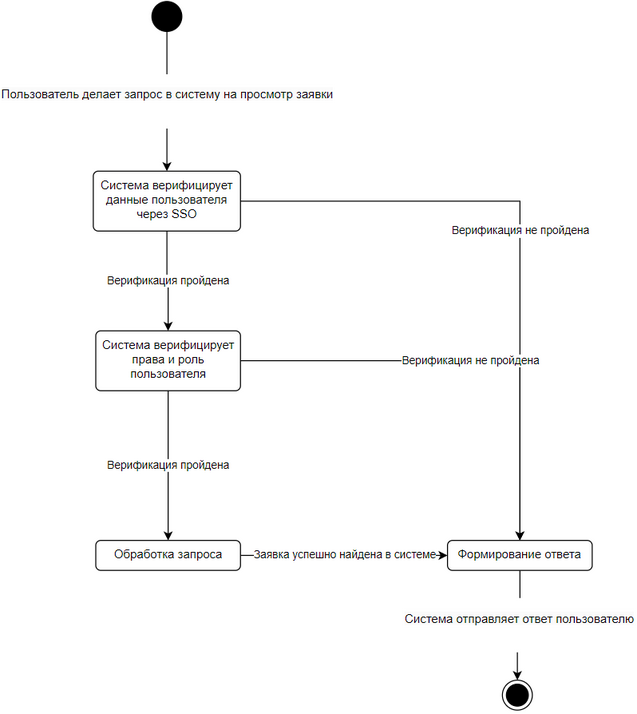 Пользователь делает запрос в систему на просмотр заявки
Система верифицирует
данные пользователя
через SSO
Верификация не пройдена
Верификация пройдена
Система верифицирует
права и роль
пользователя
Верификация не пройдена
Верификация пройдена
Обработка запроса
Заявка успешно найдена в системе
Формирование ответа
Система отправляет ответ пользователю